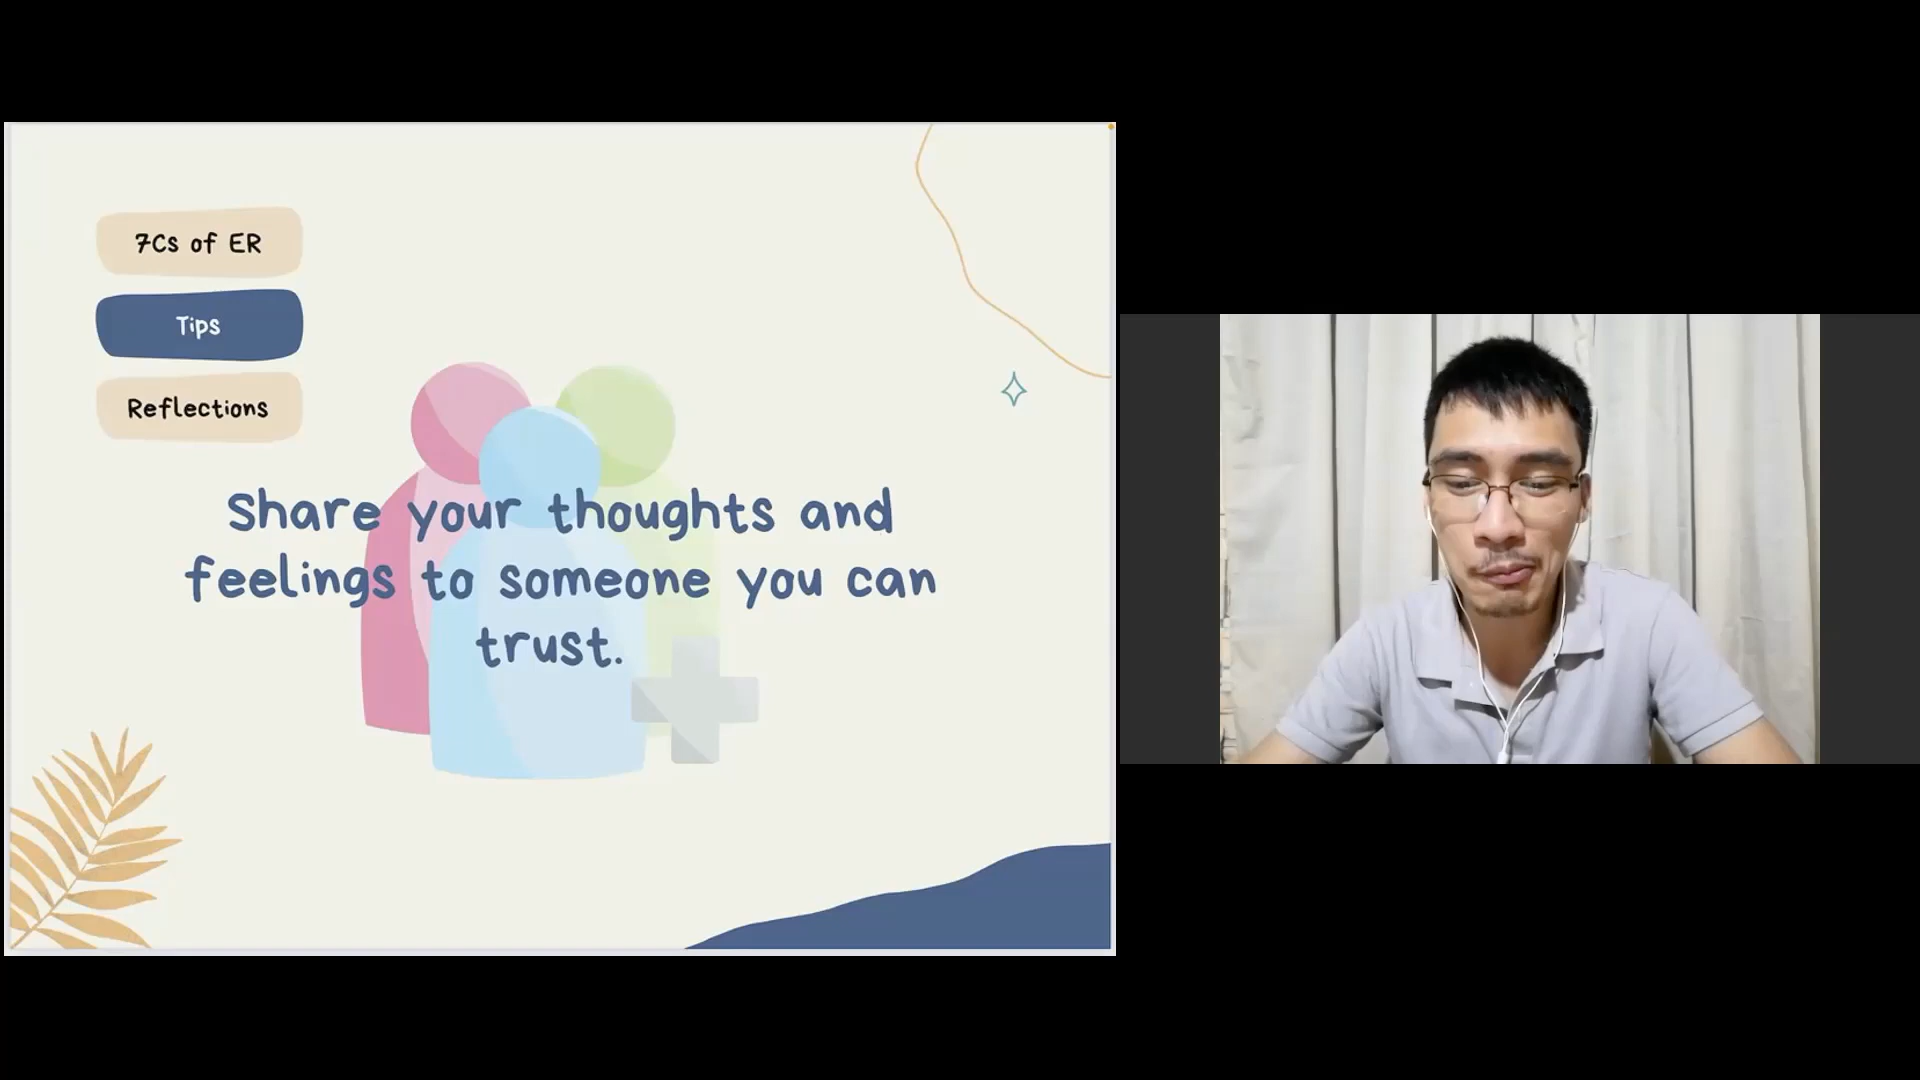 7Cs of ER
Tips
Reflections
Share your thoughts and
feelings to someone you can
trust.